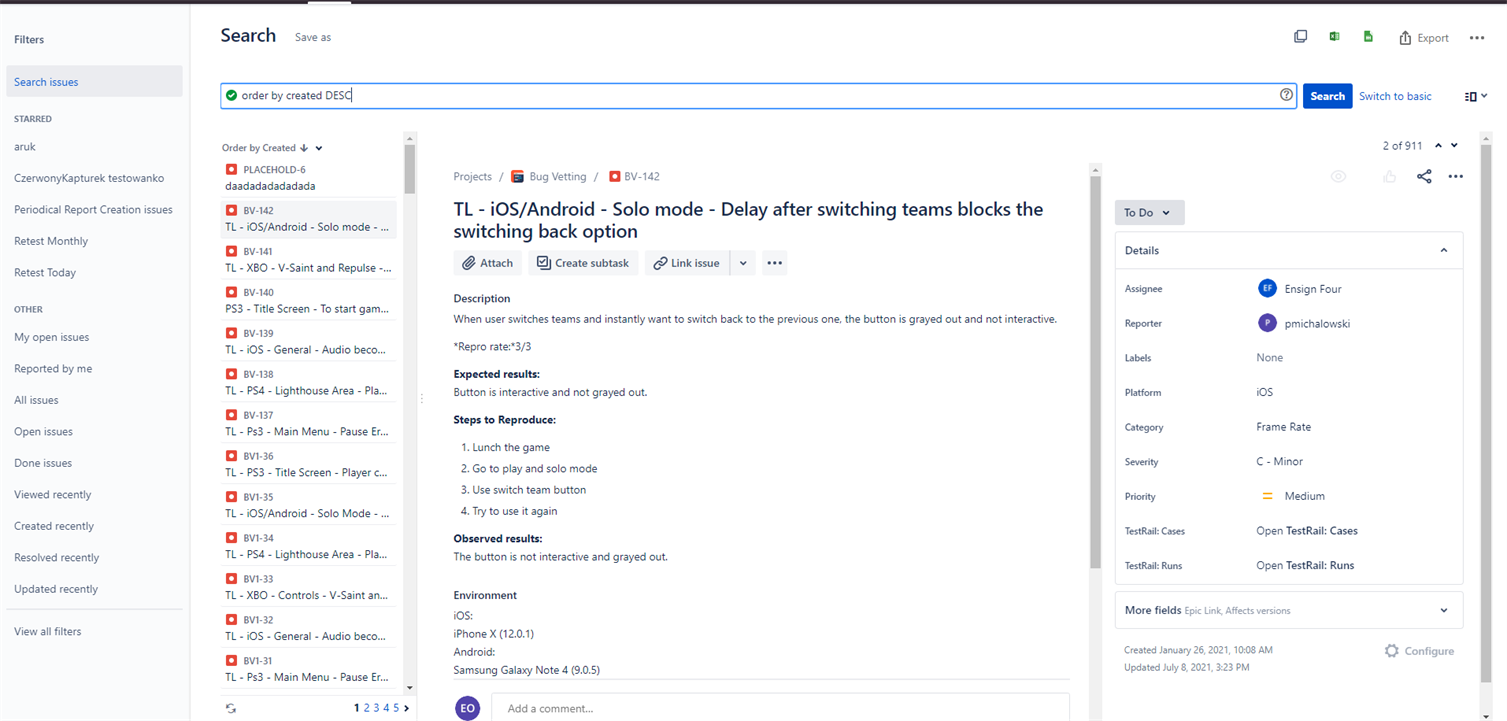 Filters
Search issues
STARRED
aruk
CzerwonyKapturek testowanko
Periodical Report Creation issues
Retest Monthly
Retest Today
OTHER
My open issues
Reported by me
All issues
Open issues
Done issues
Viewed recently
Created recently
Resolved recently
Updated recently
View all filters
Search Save as
Export
order by created DESC
Search Switch to basic
Order by Created
PLACEHOLD-6
daadadadadadada
BV-142
TL - iOS/Android - Solo mode - ...
BV-141
TL - XBO - V-Saint and Repulse -...
BV-140
PS3 - Title Screen - To start gam...
BV-139
TL - iOS - General - Audio beco...
BV-138
TL - PS4 - Lighthouse Area - Pla...
BV-137
TL - Ps3 - Main Menu - Pause Er...
BV1-36
TL - PS3 - Title Screen - Player c...
BV1-35
TL - iOS/Android - Solo Mode - ...
BV1-34
TL - PS4 - Lighthouse Area - Pla...
BV1-33
TL - XBO - Controls - V-Saint an...
BV1-32
TL - iOS - General - Audio beco...
BV1-31
TL - Ps3 - Main Menu - Pause Er...
1 2 3 4 5
2 of 911
Projects / Bug Vetting / BV-142
TL - iOS/Android - Solo mode - Delay after switching teams blocks the
switching back option
Attach Create subtask Link issue
Description
When user switches teams and instantly want to switch back to the previous one, the button is grayed out and not interactive.
*Repro rate:*3/3
Expected results:
Button is interactive and not grayed out.
Steps to Reproduce:
1. Lunch the game
2. Go to play and solo mode
3. Use switch team button
4. Try to use it again
Observed results:
The button is not interactive and grayed out.
Environment
iOS:
iPhone X (12.0.1)
Android:
Samsung Galaxy Note 4 (9.0.5)
EO Add a comment...
To Do
Details
Assignee EF Ensign Four
Reporter P pmichalowski
Labels None
Platform iOS
Category Frame Rate
Severity C - Minor
Priority Medium
TestRail: Cases Open TestRail: Cases
TestRail: Runs Open TestRail: Runs
More fields Epic Link, Affects versions
Created January 26, 2021, 10:08 AM
Updated July 8, 2021, 3:23 PM
Configure